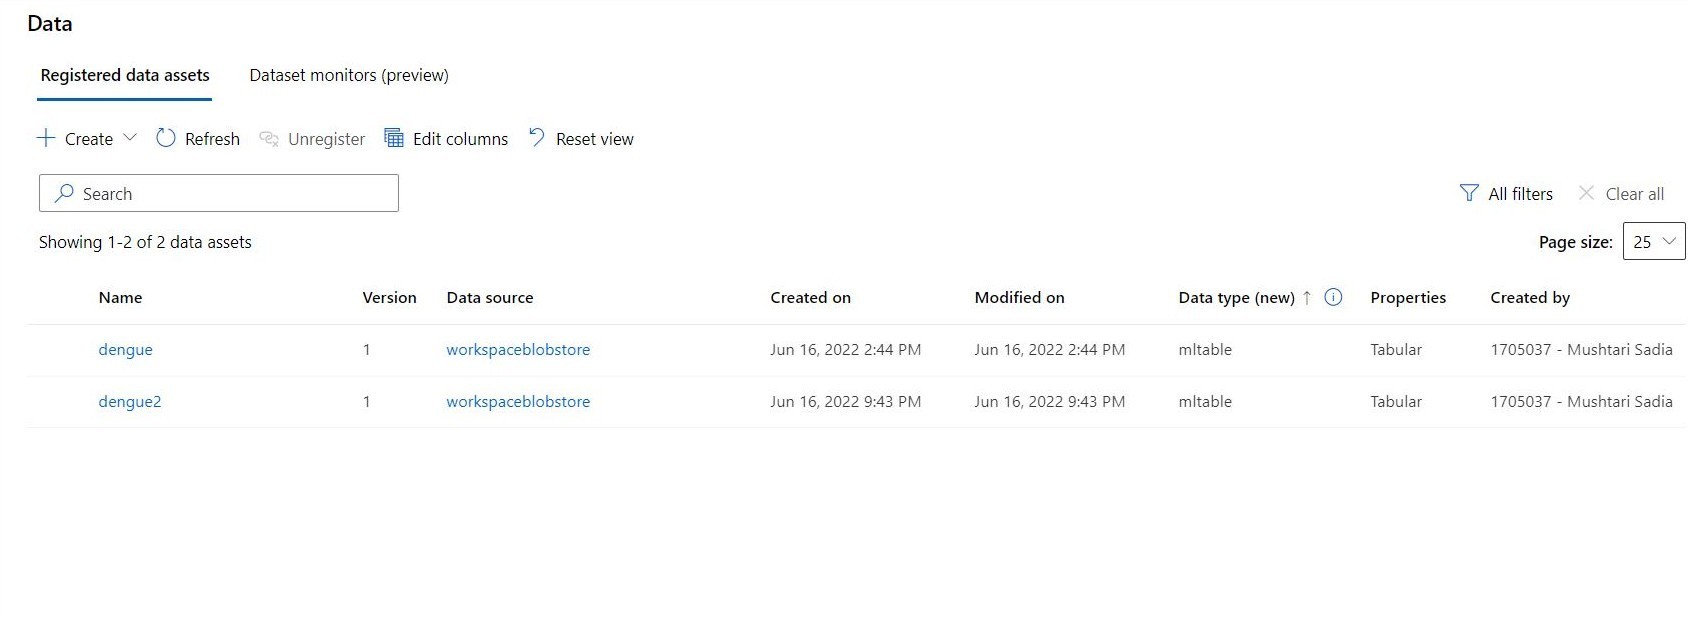 Data
Registered data assets Dataset monitors (preview)
Create Refresh Unregister Edit columns Reset view
Search All filters Clear all
Showing 1-2 of 2 data assets Page size: 25
Name Version Data source Created on Modified on Data type (new) ↑ Properties Created by
dengue 1 workspaceblobstore Jun 16, 2022 2:44 PM Jun 16, 2022 2:44 PM mltable Tabular 1705037 - Mushtari Sadia
dengue2 1 workspaceblobstore Jun 16, 2022 9:43 PM Jun 16, 2022 9:43 PM mltable Tabular 1705037 - Mushtari Sadia